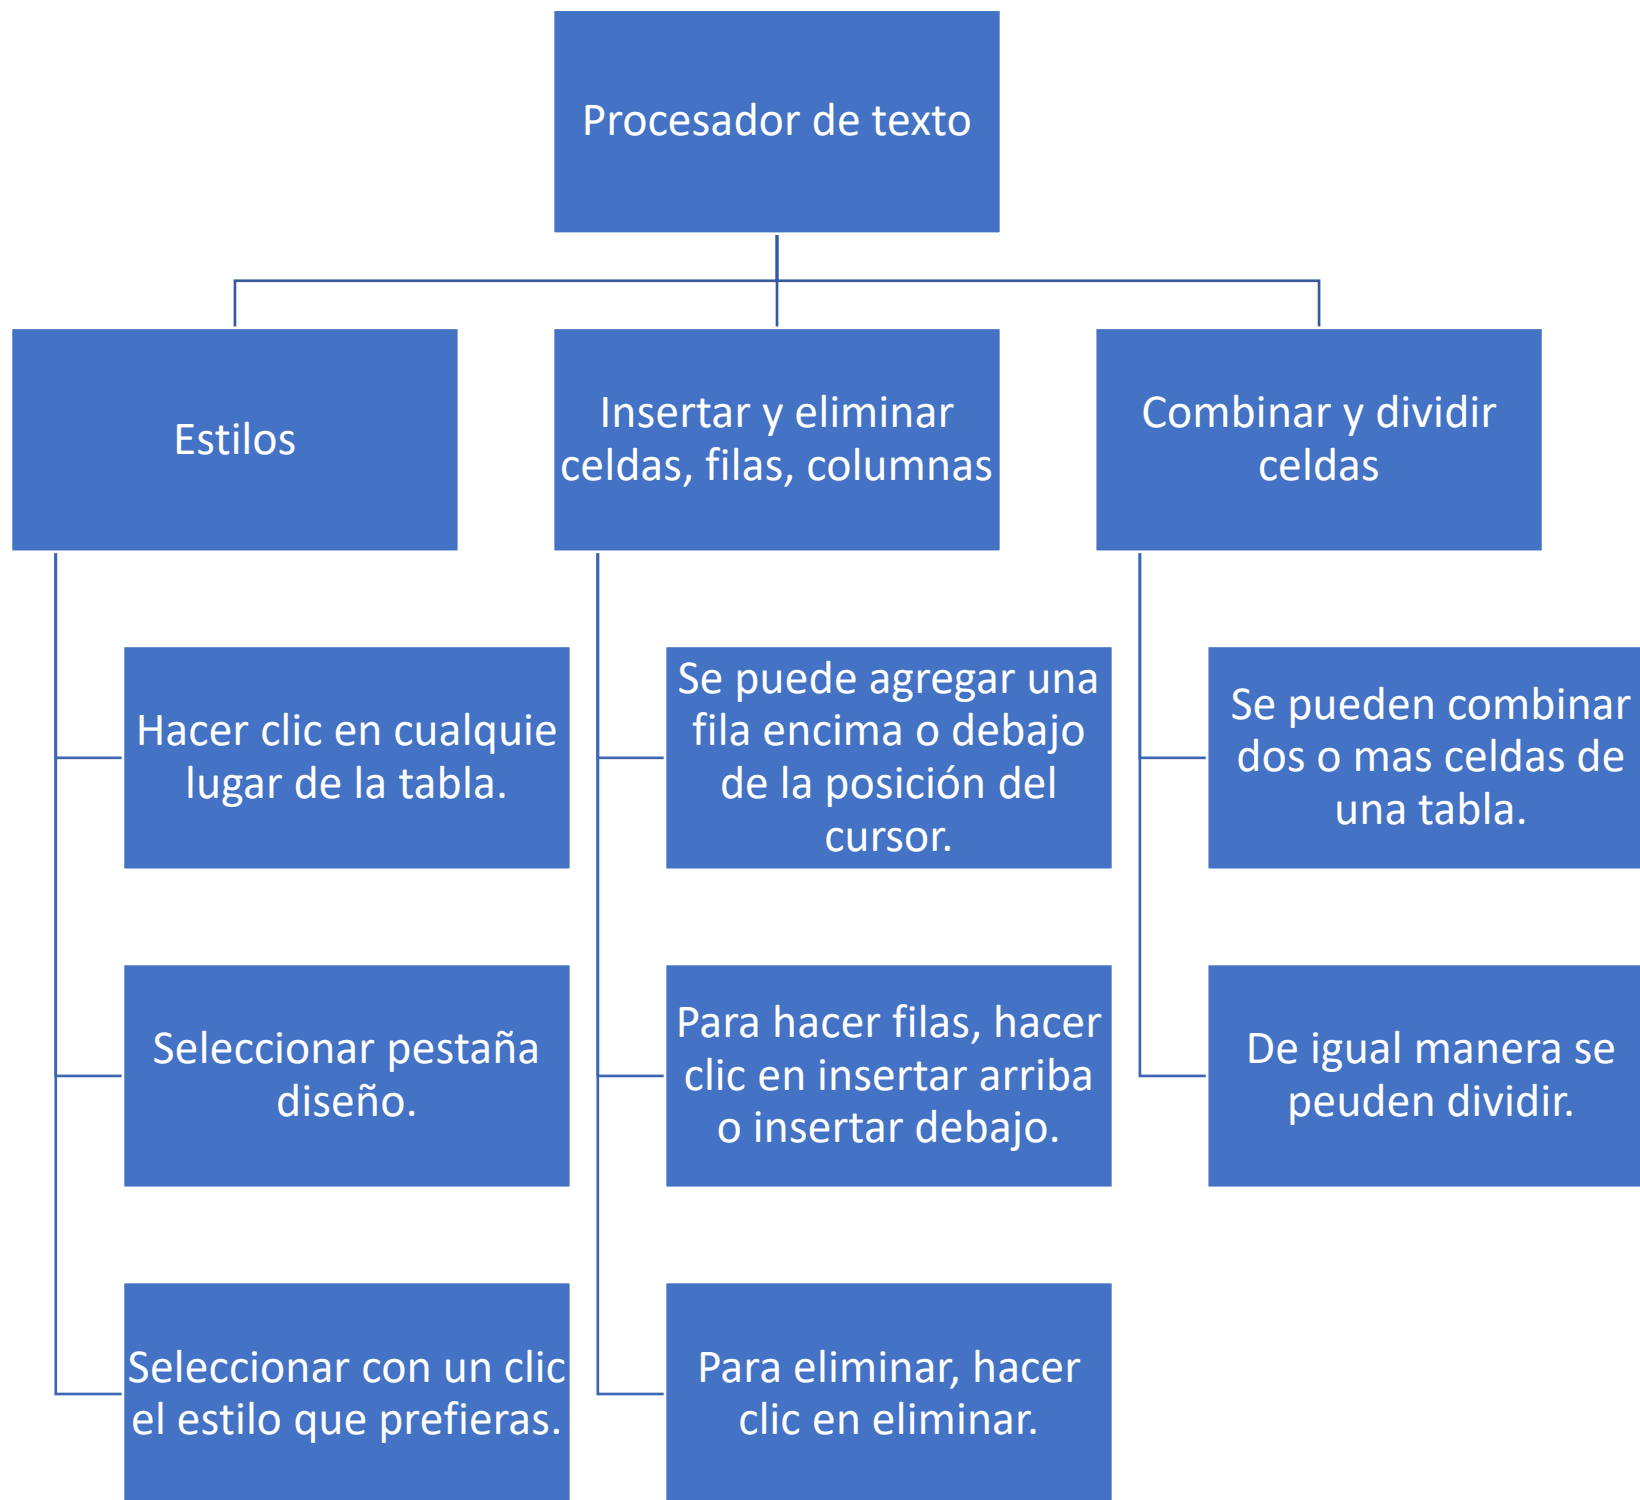 Procesador de texto
Estilos
Hacer clic en cualquie
lugar de la tabla.
Seleccionar pestaña
diseño.
Seleccionar con un clic
el estilo que prefieras.
Insertar y eliminar
celdas, filas, columnas
Se puede agregar una
fila encima o debajo
de la posición del
cursor.
Para hacer filas, hacer
clic en insertar arriba
o insertar debajo.
Para eliminar, hacer
clic en eliminar.
Combinar y dividir
celdas
Se pueden combinar
dos o mas celdas de
una tabla.
De igual manera se
peuden dividir.